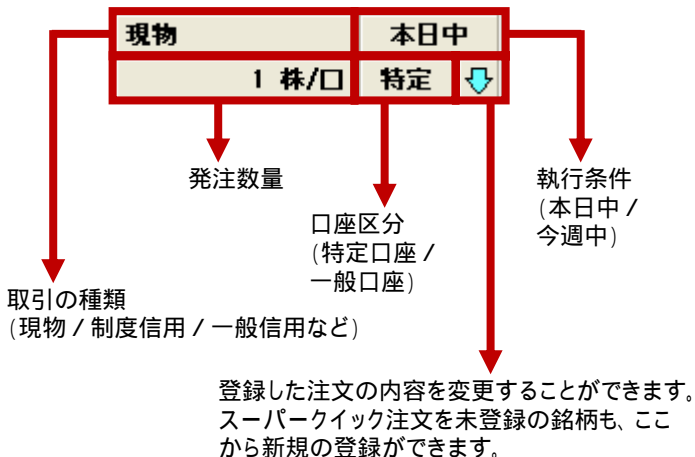 現物 本日中
1 株/口 特定
発注数量
執行条件
(本日中 /
今週中)
口座区分
(特定口座 /
一般口座)
取引の種類
(現物 / 制度信用 / 一般信用など)
登録した注文の内容を変更することができます。
スーパークイック注文を未登録の銘柄も、ここ
から新規の登録ができます。